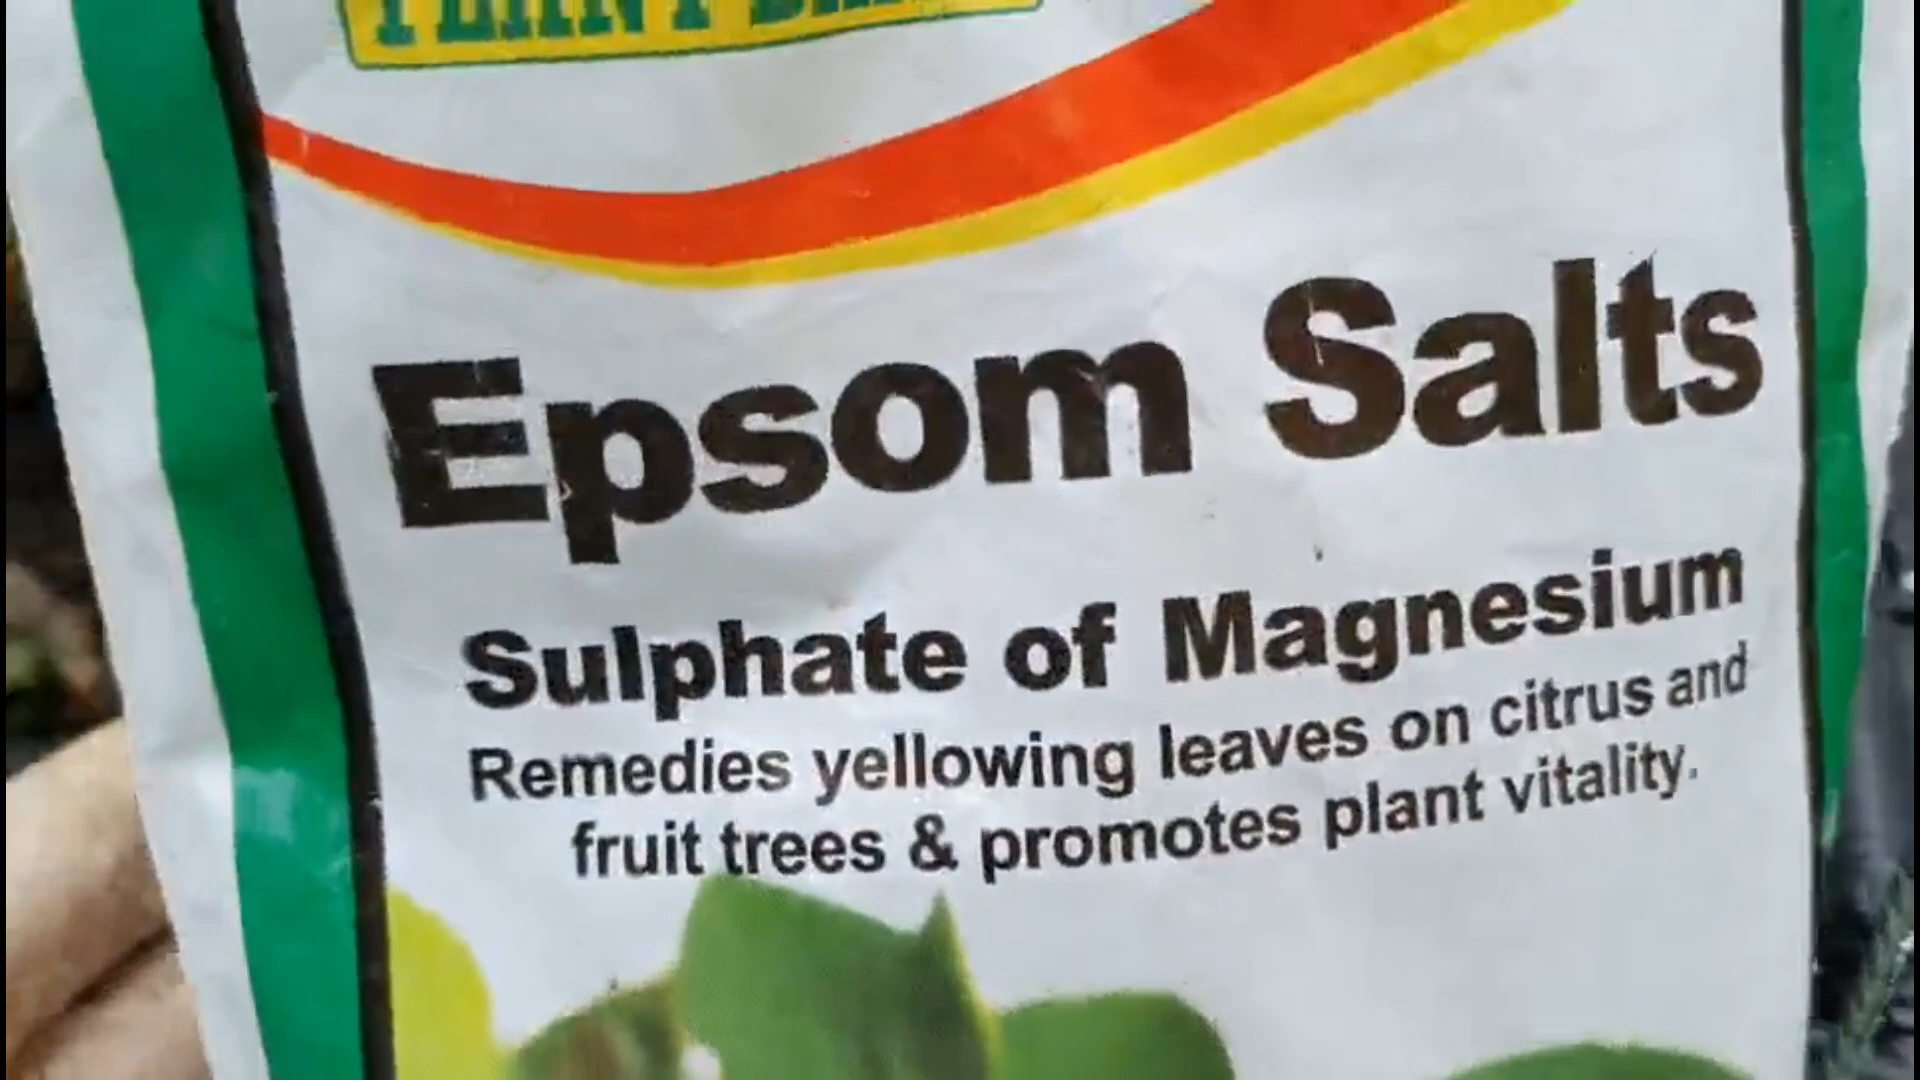 Epsom Salts
Sulphate of Magnesium
Remedies yellowing leaves on citrus and
fruit trees & promotes plant vitality.